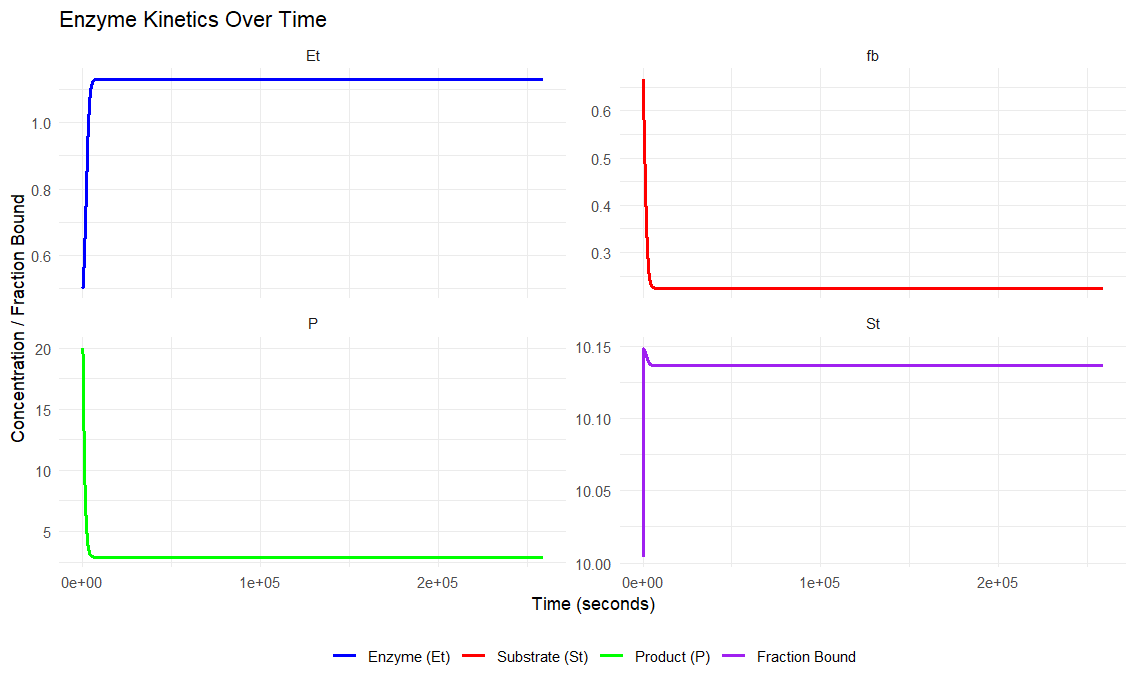 Enzyme Kinetics Over Time
Et
fb
1.0
0.8
0.6
0.6
0.5
0.4
0.3
P
St
20
15
10
5
10.15
10.10
10.05
10.00
0e+00 1e+05 2e+05
0e+00 1e+05 2e+05
Concentration / Fraction Bound
Time (seconds)
Enzyme (Et) Substrate (St) Product (P) Fraction Bound